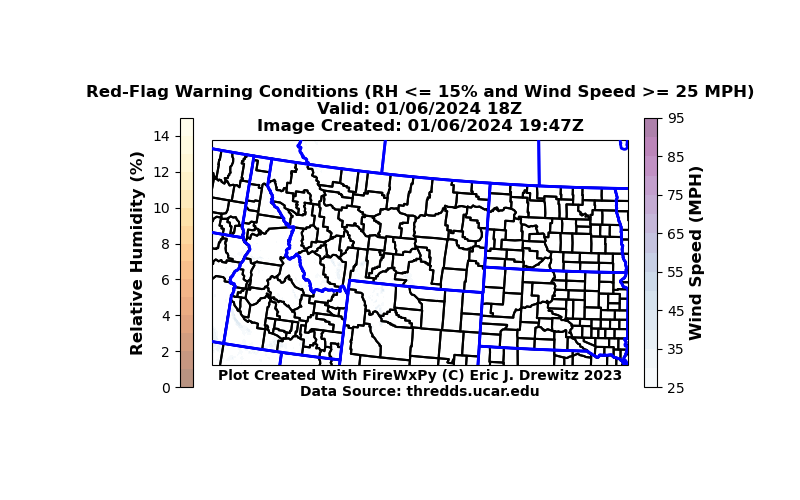 Red-Flag Warning Conditions (RH <= 15% and Wind Speed >= 25 MPH)
Valid: 01/06/2024 18Z
Image Created: 01/06/2024 19:47Z
Relative Humidity (%)
14
12
10
8
6
4
2
0
95
85
75
65
55
45
35
25
Wind Speed (MPH)
Plot Created With FireWxPy (C) Eric J. Drewitz 2023
Data Source: thredds.ucar.edu